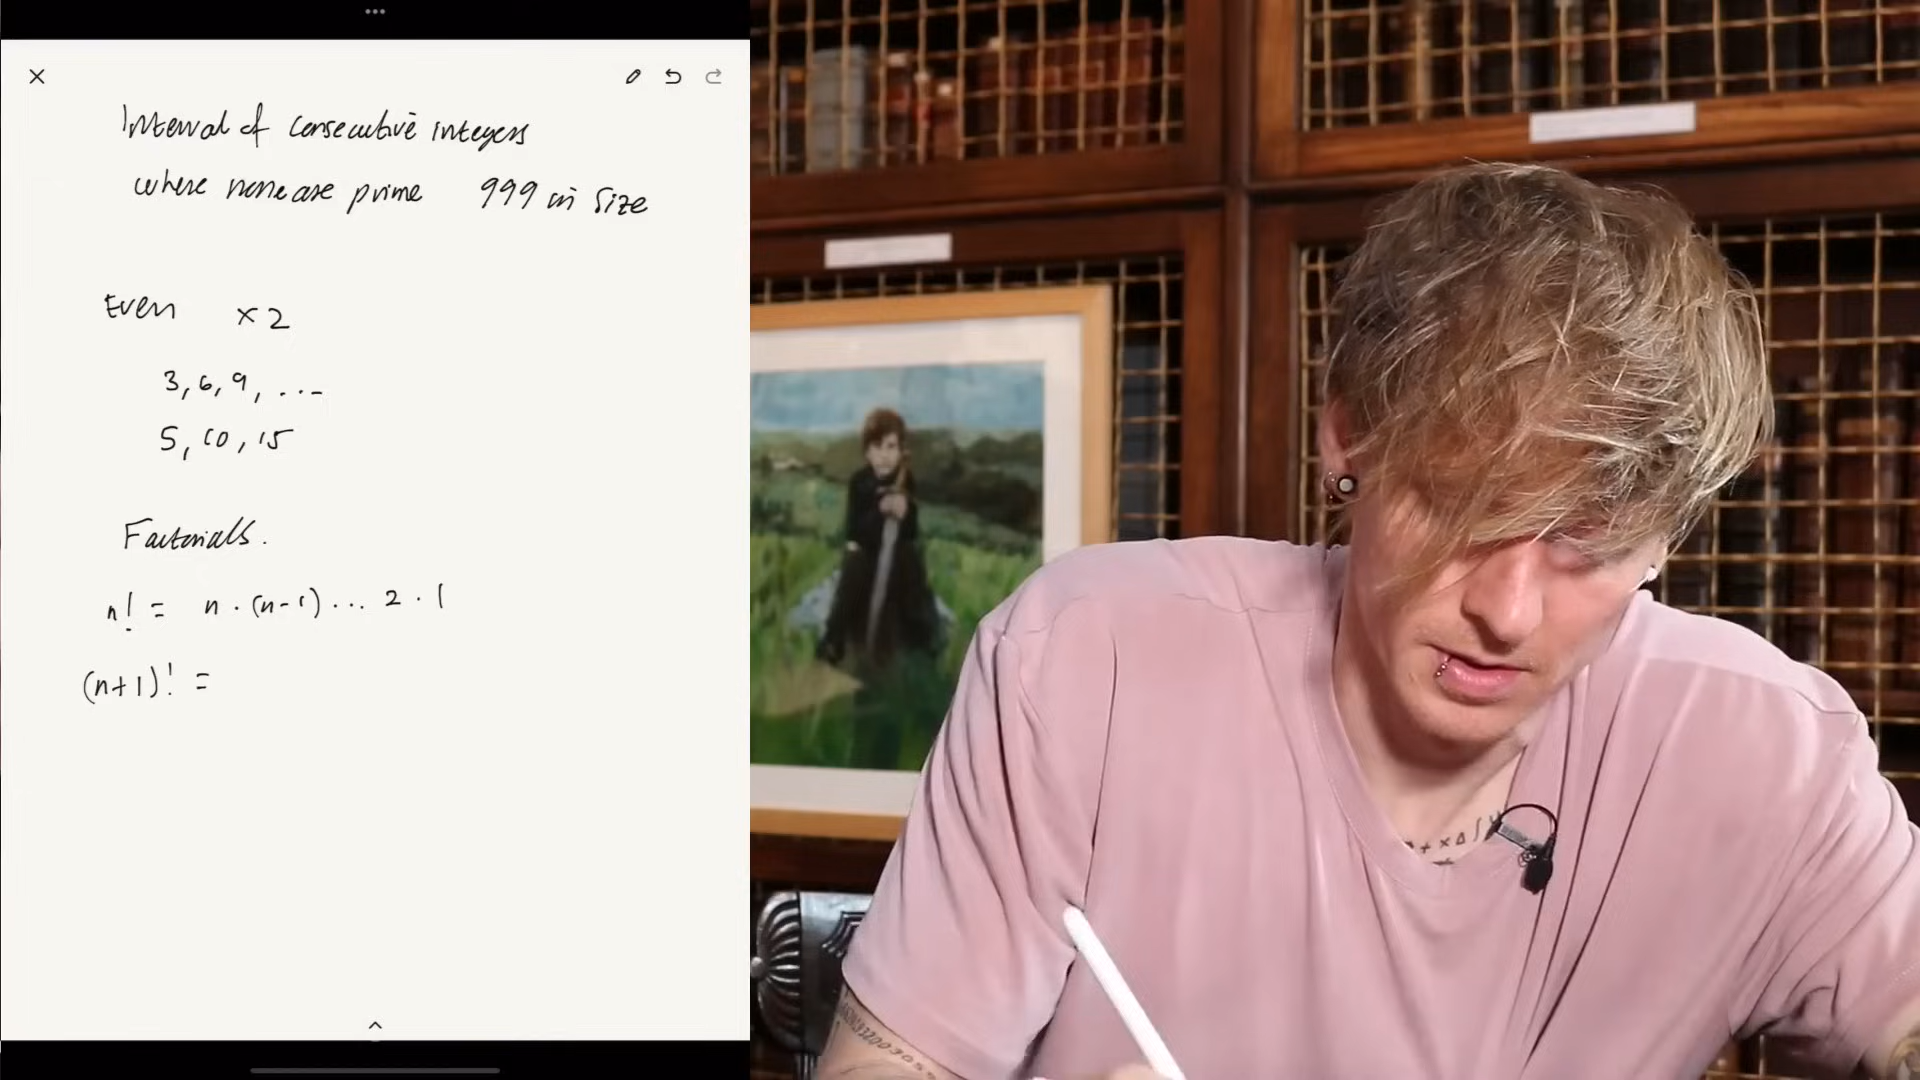 Interval of consecutive integers
where none are prime 999 in size
Even × 2
3, 6, 9, ...
5, 10, 15
Factorials.
n! = n · (n-1) ... 2 · 1
(n+1)! =